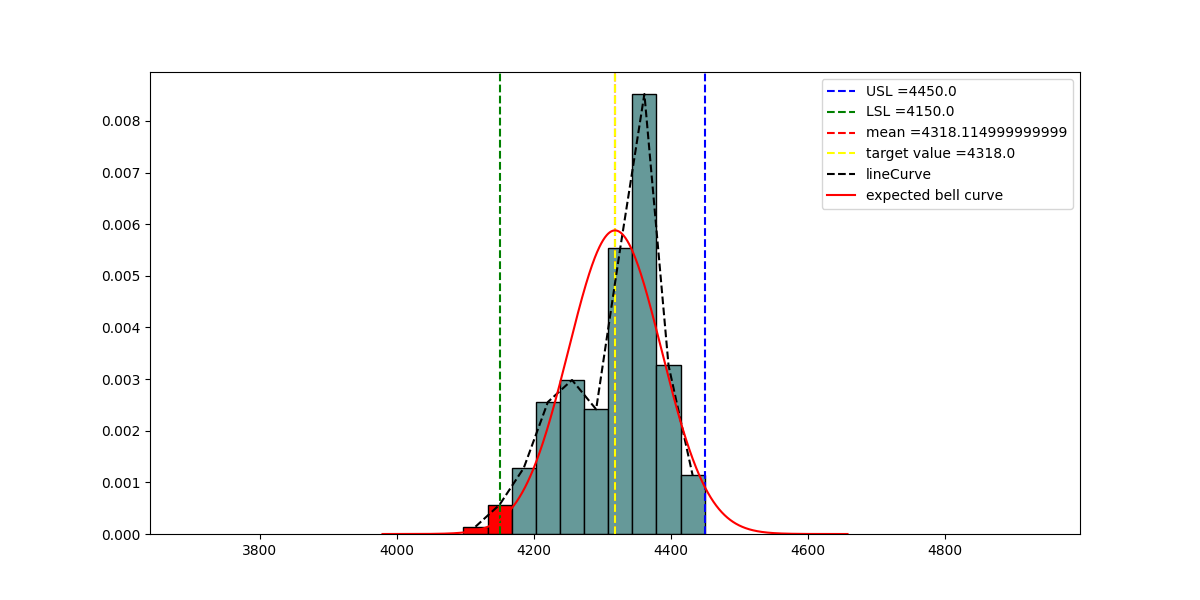 USL =4450.0
LSL =4150.0
mean =4318.114999999999
target value =4318.0
lineCurve
expected bell curve
0.008
0.007
0.006
0.005
0.004
0.003
0.002
0.001
0.000
3800 4000 4200 4400 4600 4800